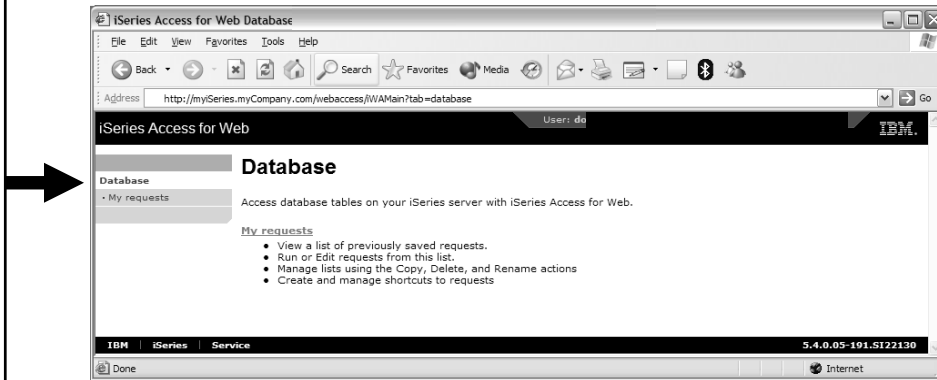 iSeries Access for Web Database
File Edit View Favorites Tools Help
Back Search Favorites Media
Address http://myiSeries.myCompany.com/webaccess/iWAMain?tab=database Go
iSeries Access for Web User: do IBM.
Database
• My requests
Database
Access database tables on your iSeries server with iSeries Access for Web.
My requests
• View a list of previously saved requests.
• Run or Edit requests from this list.
• Manage lists using the Copy, Delete, and Rename actions
• Create and manage shortcuts to requests
IBM | iSeries | Service 5.4.0.05-191.SI22130
Done Internet